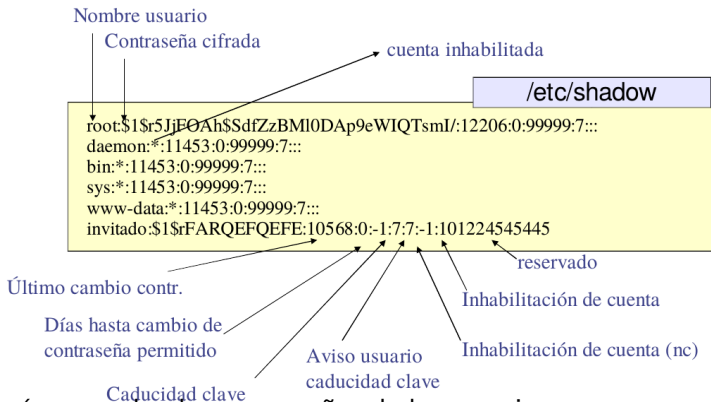 Nombre usuario
Contraseña cifrada
cuenta inhabilitada
/etc/shadow
root:$1$r5JjFOAh$SdfZzBMl0DAp9eWIQTsmI/:12206:0:99999:7:::
daemon:*:11453:0:99999:7:::
bin:*:11453:0:99999:7:::
sys:*:11453:0:99999:7:::
www-data:*:11453:0:99999:7:::
invitado:$1$rFARQEFQEFE:10568:0:-1:7:7:-1:101224545445
reservado
Último cambio contr.
Inhabilitación de cuenta
Días hasta cambio de
contraseña permitido
Inhabilitación de cuenta (nc)
Aviso usuario
caducidad clave
Caducidad clave